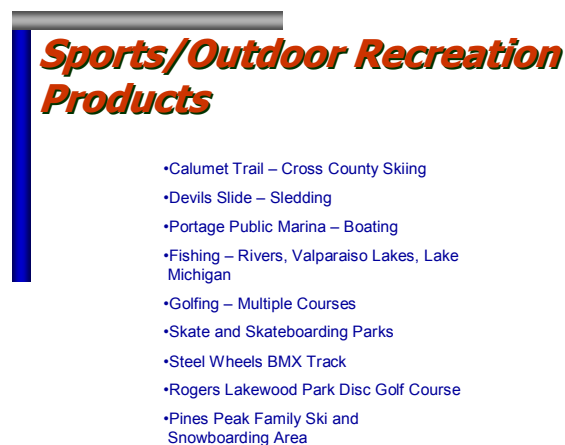 Sports/Outdoor Recreation
Products
•Calumet Trail – Cross County Skiing
•Devils Slide – Sledding
•Portage Public Marina – Boating
•Fishing – Rivers, Valparaiso Lakes, Lake
Michigan
•Golfing – Multiple Courses
•Skate and Skateboarding Parks
•Steel Wheels BMX Track
•Rogers Lakewood Park Disc Golf Course
•Pines Peak Family Ski and
Snowboarding Area